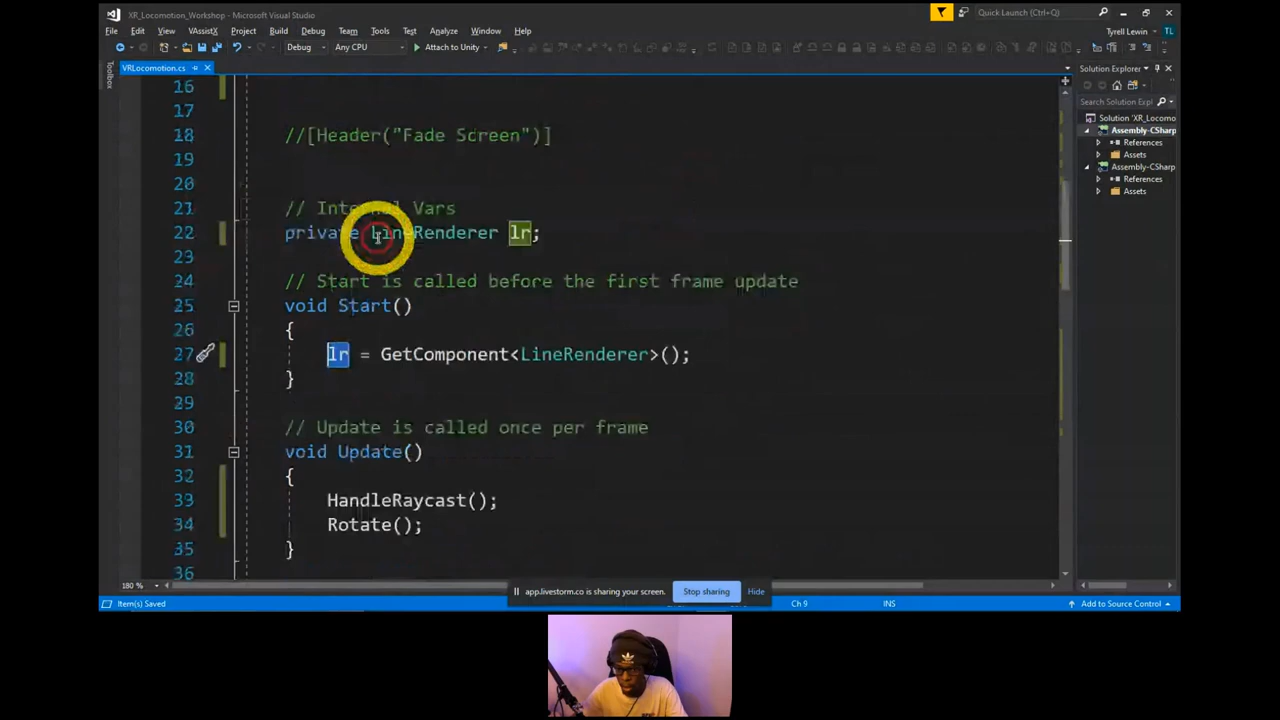 XR_Locomotion_Workshop - Microsoft Visual Studio
Quick Launch (Ctrl+Q)
File Edit View VAssistX Project Build Debug Team Tools Test Analyze Window Help
Tyrell Lewin TL
Debug Any CPU Attach to Unity
Toolbox
VRLocomotion.cs
Solution Explorer
Search Solution Expl
Solution 'XR_Locomo
Assembly-CSharp
References
Assets
Assembly-CSharp
References
Assets
16
17
18 //[Header("Fade Screen")]
19
20
21 // Internal Vars
22 private LineRenderer lr;
23
24 // Start is called before the first frame update
25 void Start()
26 {
27 lr = GetComponent<LineRenderer>();
28 }
29
30 // Update is called once per frame
31 void Update()
32 {
33 HandleRaycast();
34 Rotate();
35 }
36
180 %
app.livestorm.co is sharing your screen. Stop sharing Hide
Item(s) Saved Ch 9 INS Add to Source Control